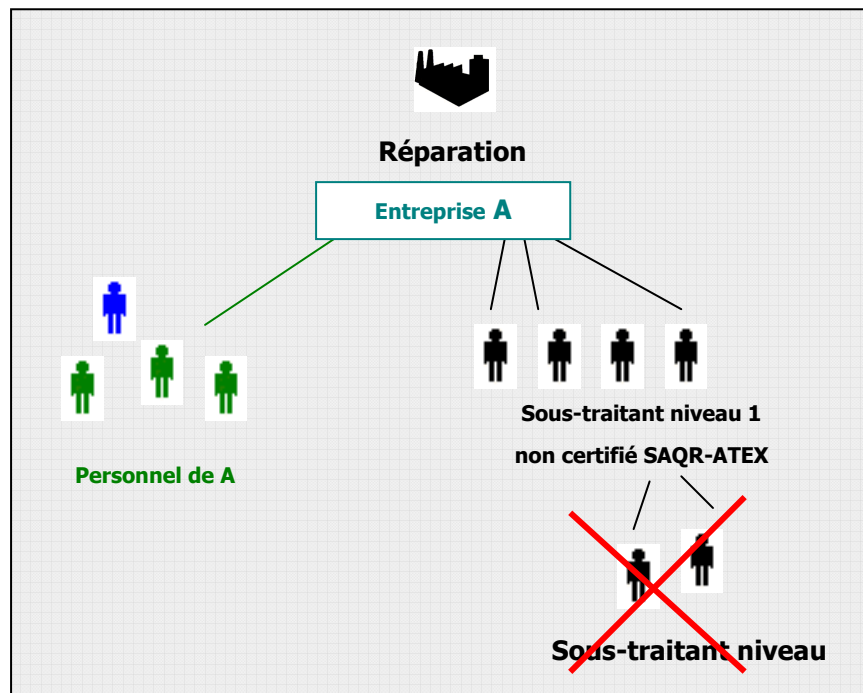 Réparation
Entreprise A
Sous-traitant niveau 1
non certifié SAQR-ATEX
Personnel de A
Sous-traitant niveau